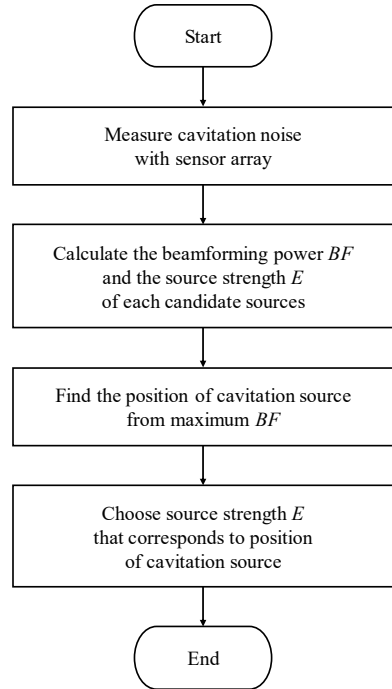 Start
Measure cavitation noise
with sensor array
Calculate the beamforming power BF
and the source strength E
of each candidate sources
Find the position of cavitation source
from maximum BF
Choose source strength E
that corresponds to position
of cavitation source
End